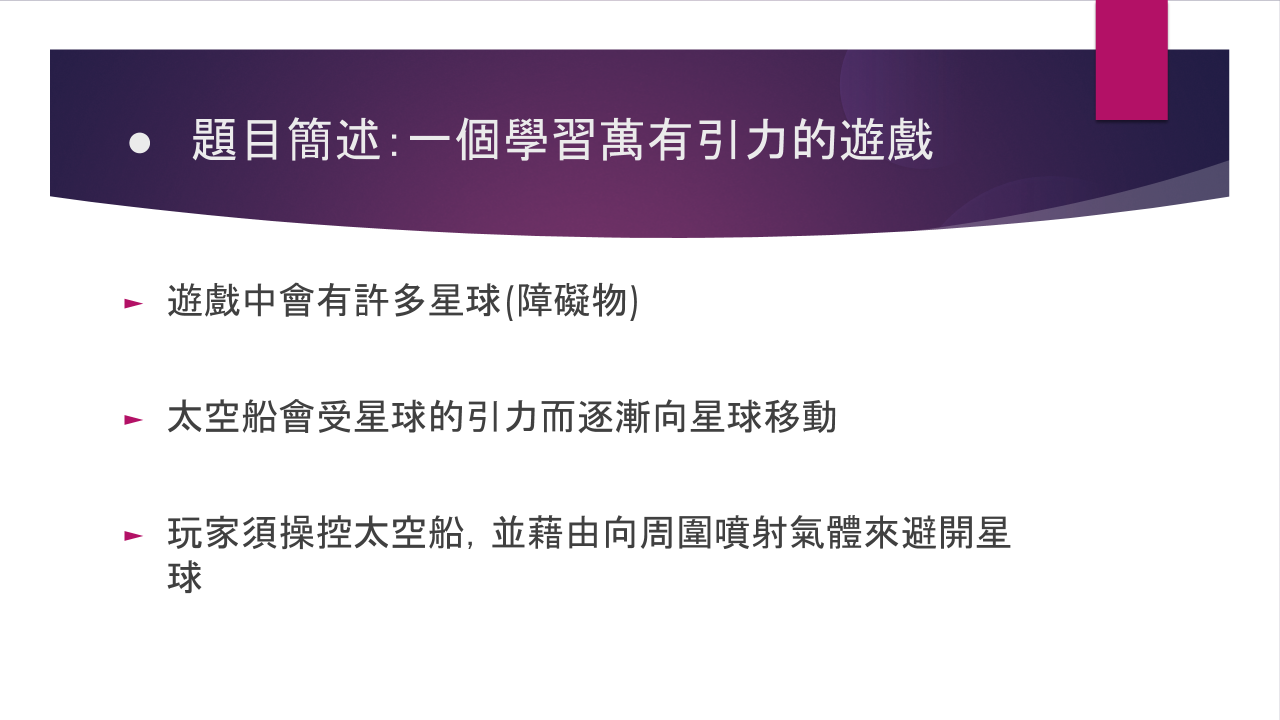 ● 題目簡述:一個學習萬有引力的遊戲
► 遊戲中會有許多星球(障礙物)
► 太空船會受星球的引力而逐漸向星球移動
► 玩家須操控太空船, 並藉由向周圍噴射氣體來避開星
球